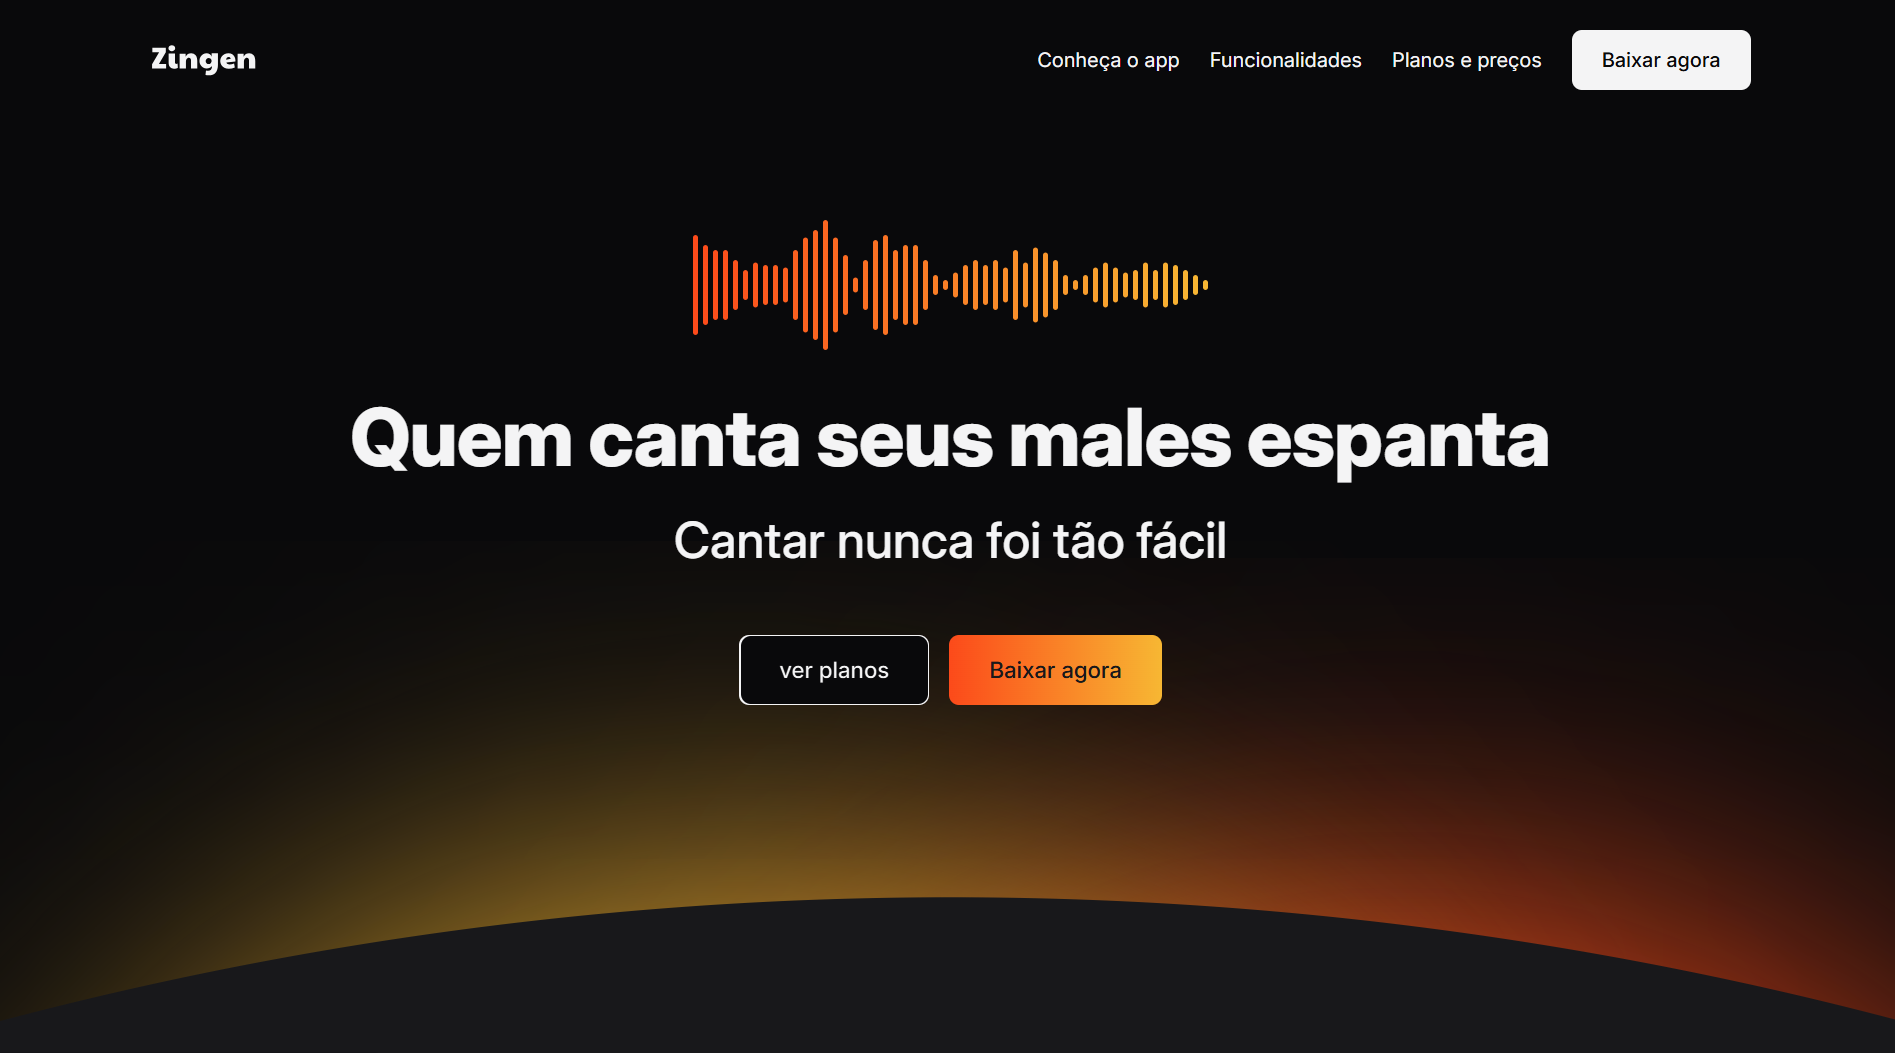 Zingen
Conheça o app
Funcionalidades
Planos e preços
Baixar agora
Quem canta seus males espanta
Cantar nunca foi tão fácil
ver planos
Baixar agora